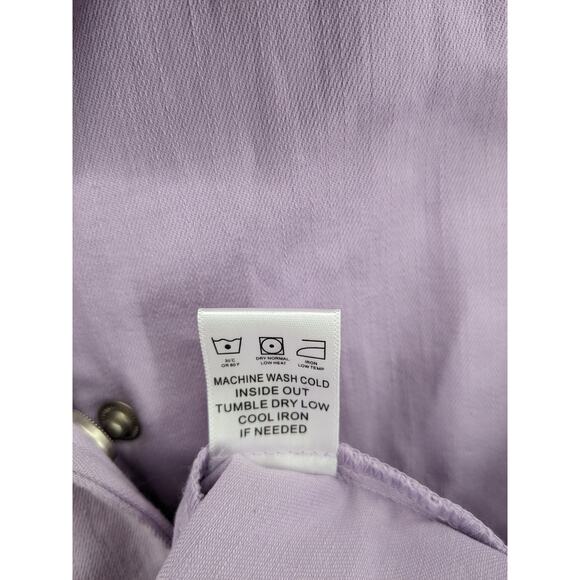 30℃
OR 80 F
DRY NORMAL
LOW HEAT
IRON
LOW TEMP
MACHINE WASH COLD
INSIDE OUT
TUMBLE DRY LOW
COOL IRON
IF NEEDED